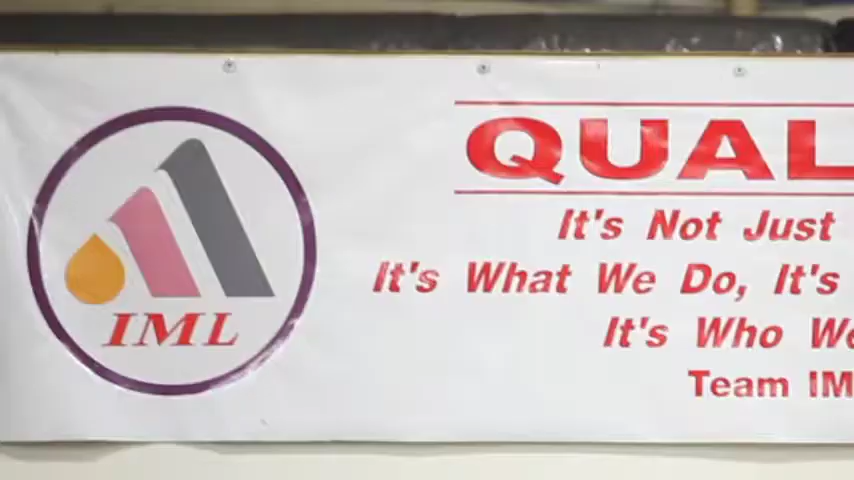 IML
QUAL
It's Not Just
It's What We Do, It's
It's Who We
Team IM